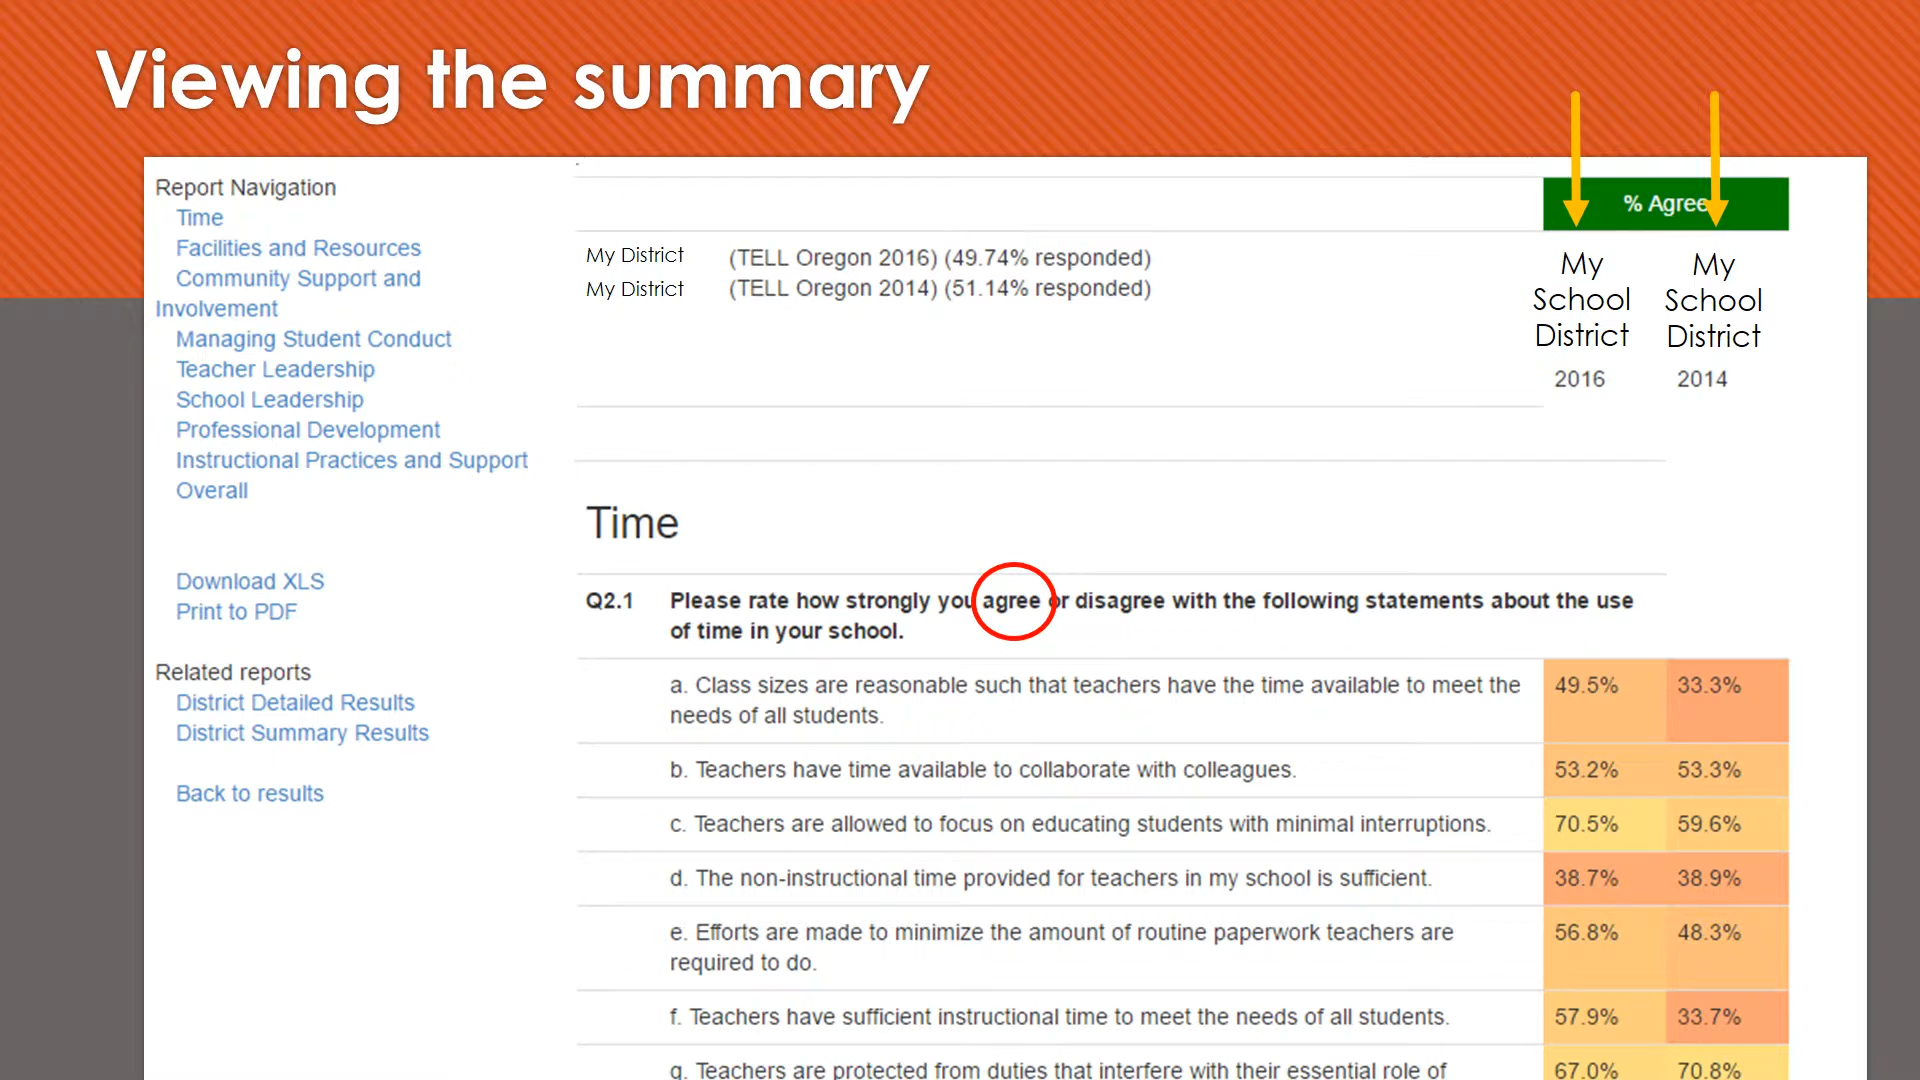 Viewing the summary
Report Navigation
Time
Facilities and Resources
Community Support and
Involvement
Managing Student Conduct
Teacher Leadership
School Leadership
Professional Development
Instructional Practices and Support
Overall
Download XLS
Print to PDF
Related reports
District Detailed Results
District Summary Results
Back to results
% Agree
My District (TELL Oregon 2016) (49.74% responded)
My District (TELL Oregon 2014) (51.14% responded)
My My
School School
District District
2016 2014
Time
Q2.1 Please rate how strongly you agree or disagree with the following statements about the use
of time in your school.
a. Class sizes are reasonable such that teachers have the time available to meet the 49.5% 33.3%
needs of all students.
b. Teachers have time available to collaborate with colleagues. 53.2% 53.3%
c. Teachers are allowed to focus on educating students with minimal interruptions. 70.5% 59.6%
d. The non-instructional time provided for teachers in my school is sufficient. 38.7% 38.9%
e. Efforts are made to minimize the amount of routine paperwork teachers are 56.8% 48.3%
required to do.
f. Teachers have sufficient instructional time to meet the needs of all students. 57.9% 33.7%
g. Teachers are protected from duties that interfere with their essential role of 67.0% 70.8%